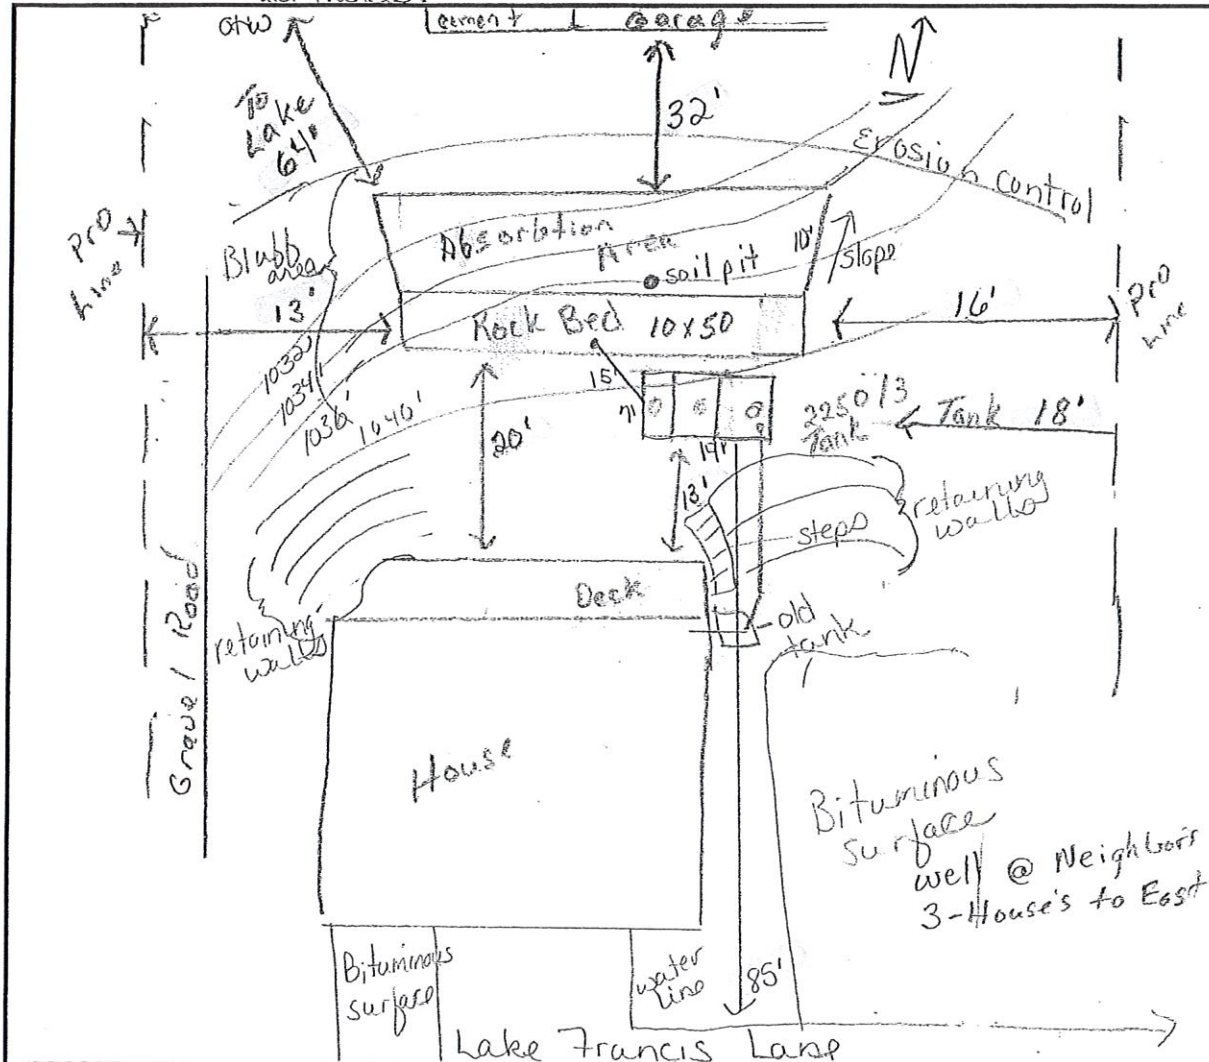 OHW
Cement Garage
N
To
Lake
64'
32'
Erosion Control
Pro
Line
Blubb
area
Absorbtion
Area
10'
slope
soil pit
13'
Rock Bed 10x50
16'
Pro
Line
1032'
1034'
1036'
1040'
15'
7'
20'
2250/3
Tank
Tank 18'
14'
13'
retaining
walls
steps
Deck
old
tank
retaining
walls
Gravel Road
House
Bituminous
surface
well @ Neighbors
3-House's to East
Bituminous
surface
water
Line
85'
Lake Francis Lane